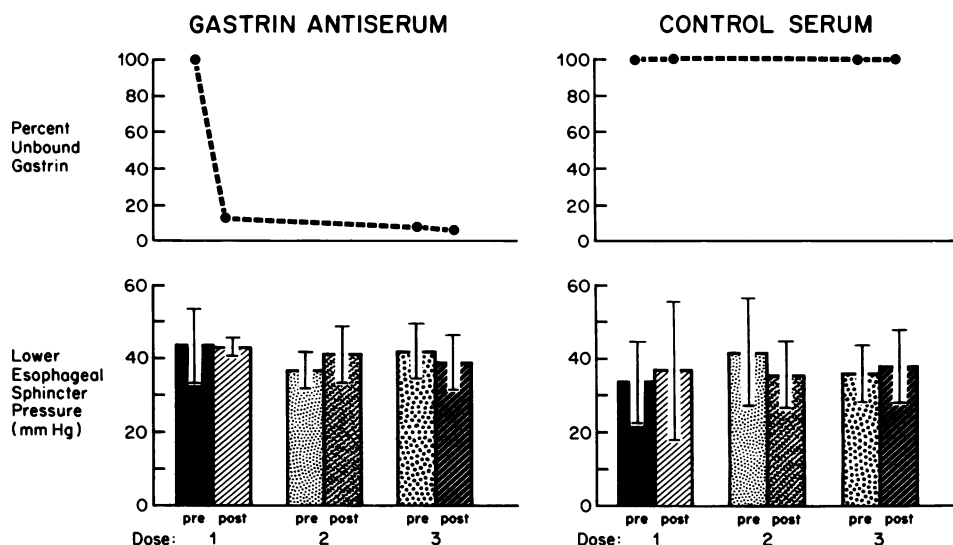 GASTRIN ANTISERUM
CONTROL SERUM
Percent
Unbound
Gastrin
100
80
60
40
20
0
100
80
60
40
20
0
Lower
Esophageal
Sphincter
Pressure
(mm Hg)
60
40
20
0
60
40
20
0
pre post pre post pre post
Dose: 1 2 3
pre post pre post pre post
Dose: 1 2 3